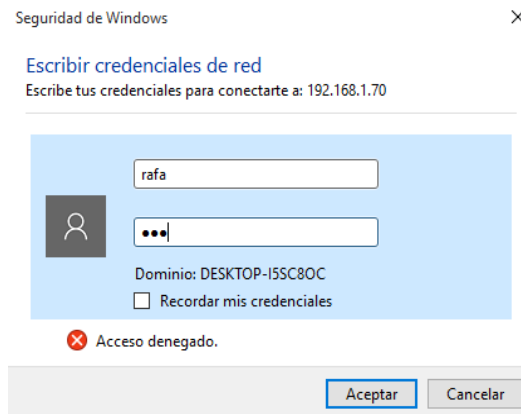 Seguridad de Windows
Escribir credenciales de red
Escribe tus credenciales para conectarte a: 192.168.1.70
rafa
●●●
Dominio: DESKTOP-I5SC8OC
Recordar mis credenciales
Acceso denegado.
Aceptar Cancelar